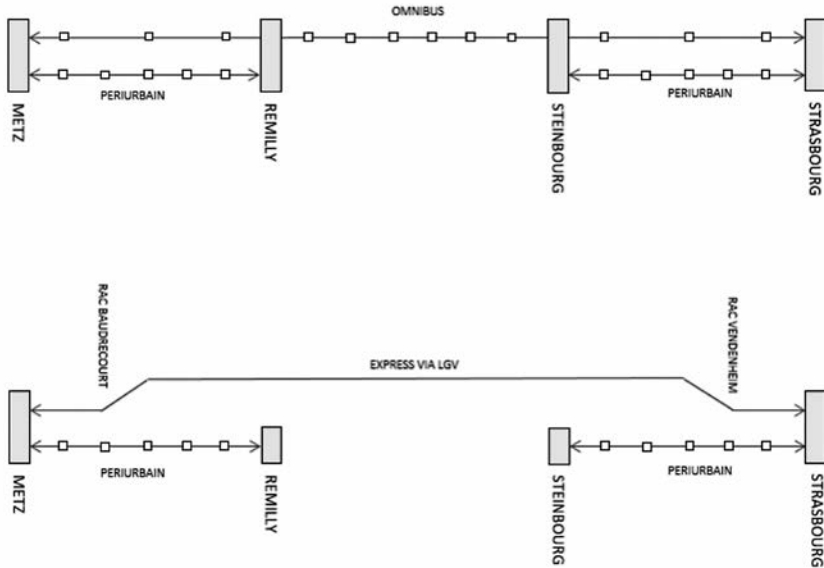 OMNIBUS
PERIURBAIN
PERIURBAIN
METZ
REMILLY
STEINBOURG
STRASBOURG
RAC BAUDRECOURT
RAC VENDENHEIM
EXPRESS VIA LGV
PERIURBAIN
PERIURBAIN
METZ
REMILLY
STEINBOURG
STRASBOURG